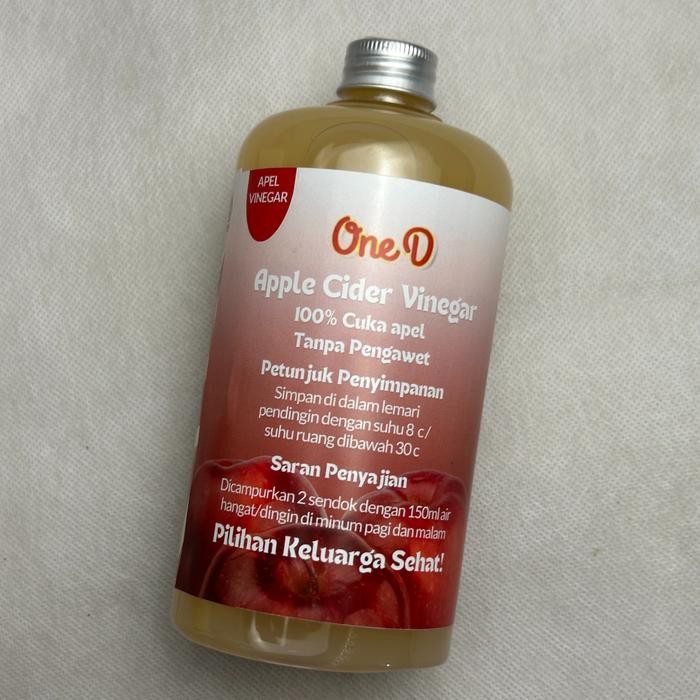 APEL
VINEGAR
One D
Apple Cider Vinegar
100% Cuka apel
Tanpa Pengawet
Petunjuk Penyimpanan
Simpan di dalam lemari
pendingin dengan suhu 8 c /
suhu ruang dibawah 30 c
Saran Penyajian
Dicampurkan 2 sendok dengan 150ml air
hangat/dingin di minum pagi dan malam
Pilihan Keluarga Sehat!